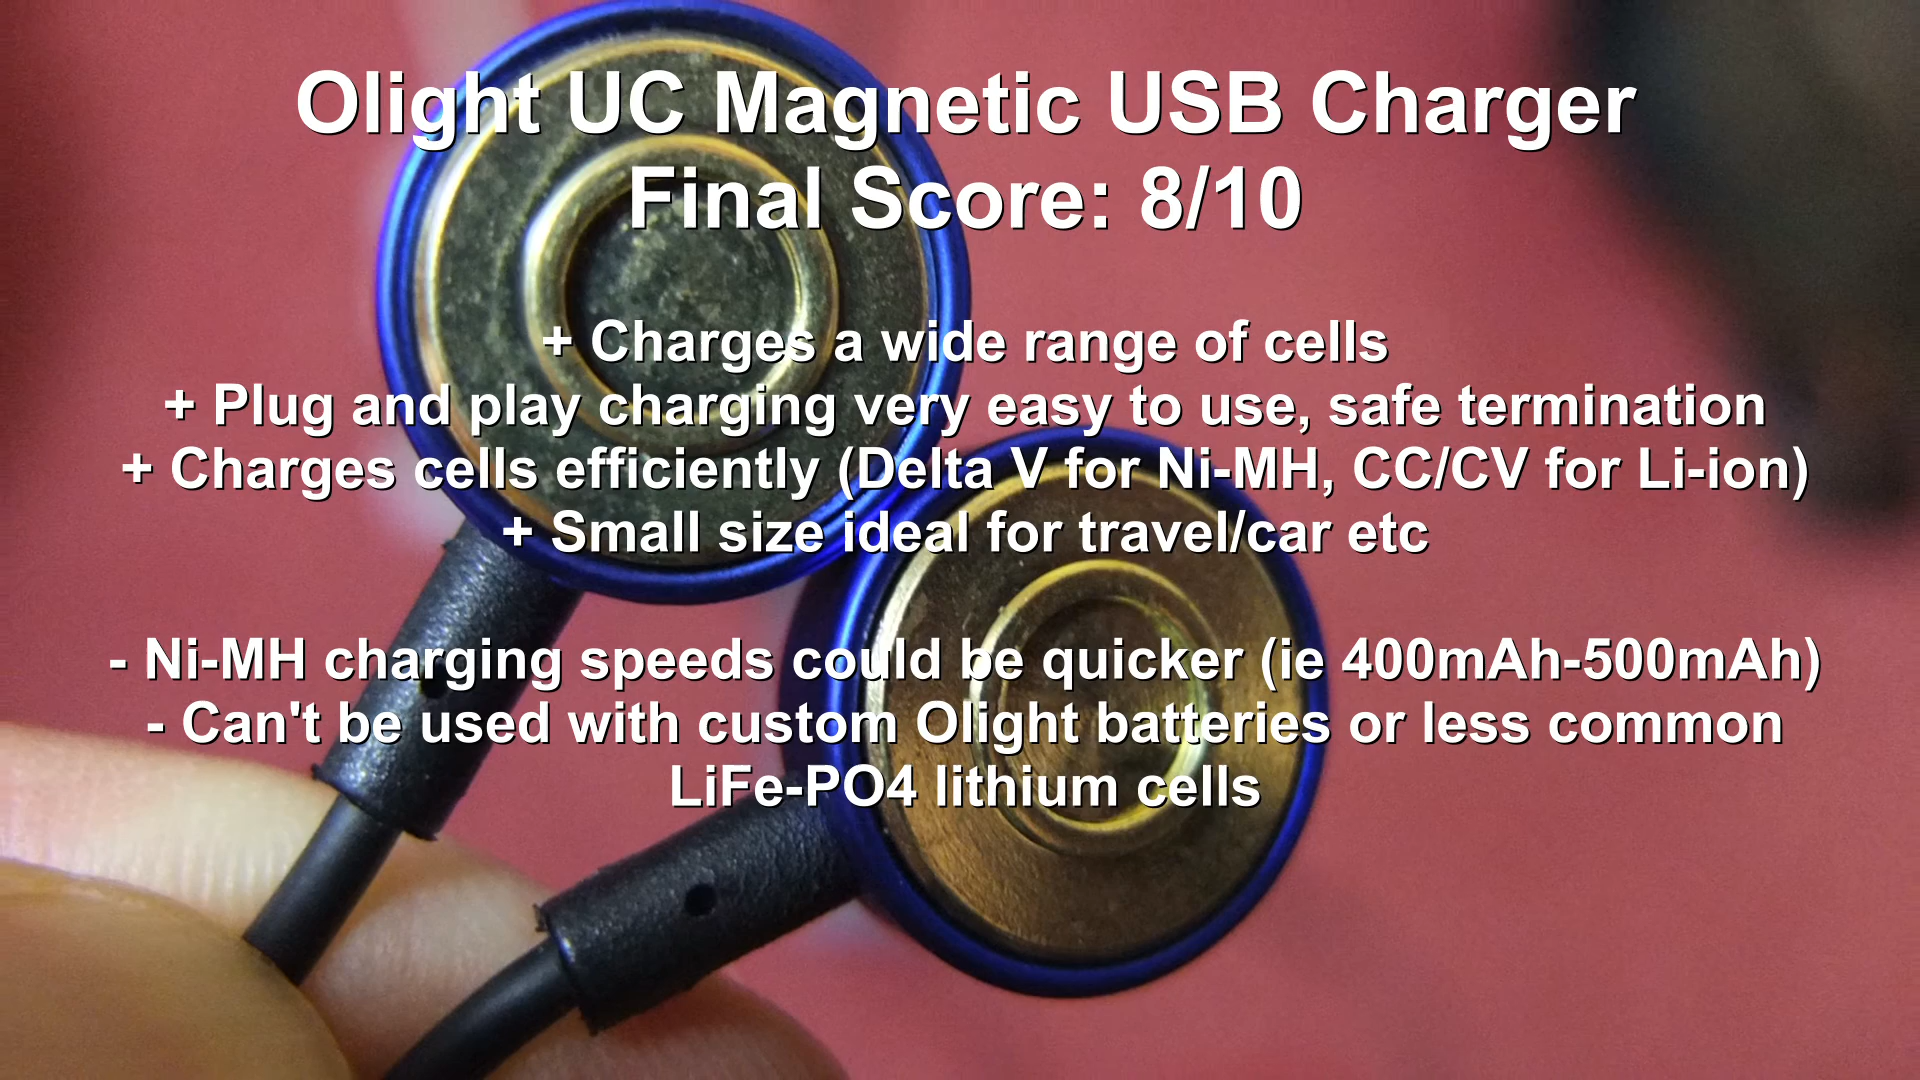 Olight UC Magnetic USB Charger
Final Score: 8/10
+ Charges a wide range of cells
+ Plug and play charging very easy to use, safe termination
+ Charges cells efficiently (Delta V for Ni-MH, CC/CV for Li-ion)
+ Small size ideal for travel/car etc
- Ni-MH charging speeds could be quicker (ie 400mAh-500mAh)
- Can't be used with custom Olight batteries or less common
LiFe-PO4 lithium cells